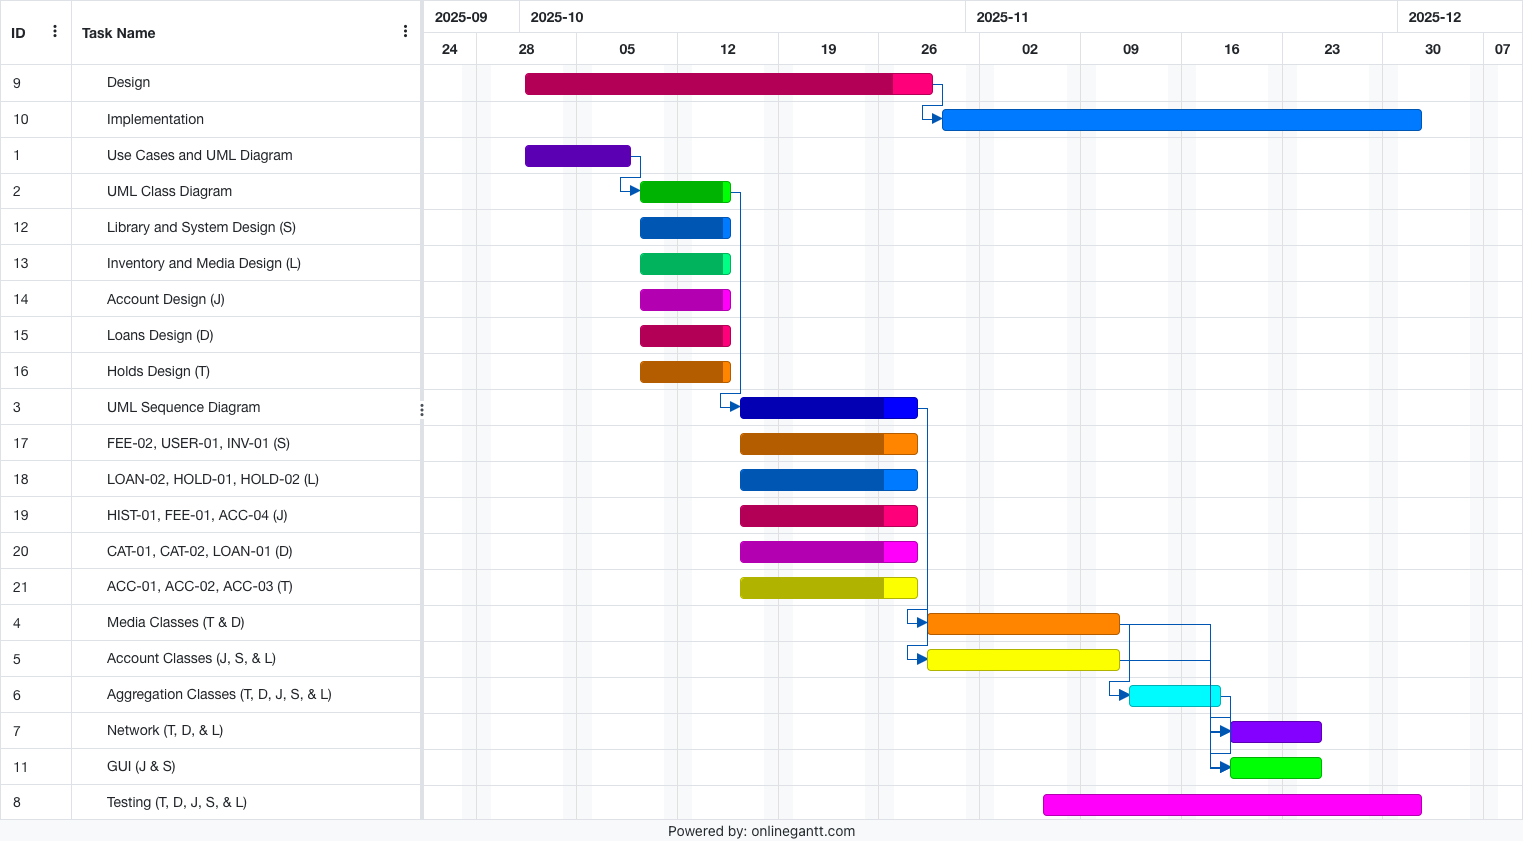 2025-09 2025-10 2025-11 2025-12
ID Task Name
24 28 05 12 19 26 02 09 16 23 30 07
9 Design
10 Implementation
1 Use Cases and UML Diagram
2 UML Class Diagram
12 Library and System Design (S)
13 Inventory and Media Design (L)
14 Account Design (J)
15 Loans Design (D)
16 Holds Design (T)
3 UML Sequence Diagram
17 FEE-02, USER-01, INV-01 (S)
18 LOAN-02, HOLD-01, HOLD-02 (L)
19 HIST-01, FEE-01, ACC-04 (J)
20 CAT-01, CAT-02, LOAN-01 (D)
21 ACC-01, ACC-02, ACC-03 (T)
4 Media Classes (T & D)
5 Account Classes (J, S, & L)
6 Aggregation Classes (T, D, J, S, & L)
7 Network (T, D, & L)
11 GUI (J & S)
8 Testing (T, D, J, S, & L)
Powered by: onlinegantt.com